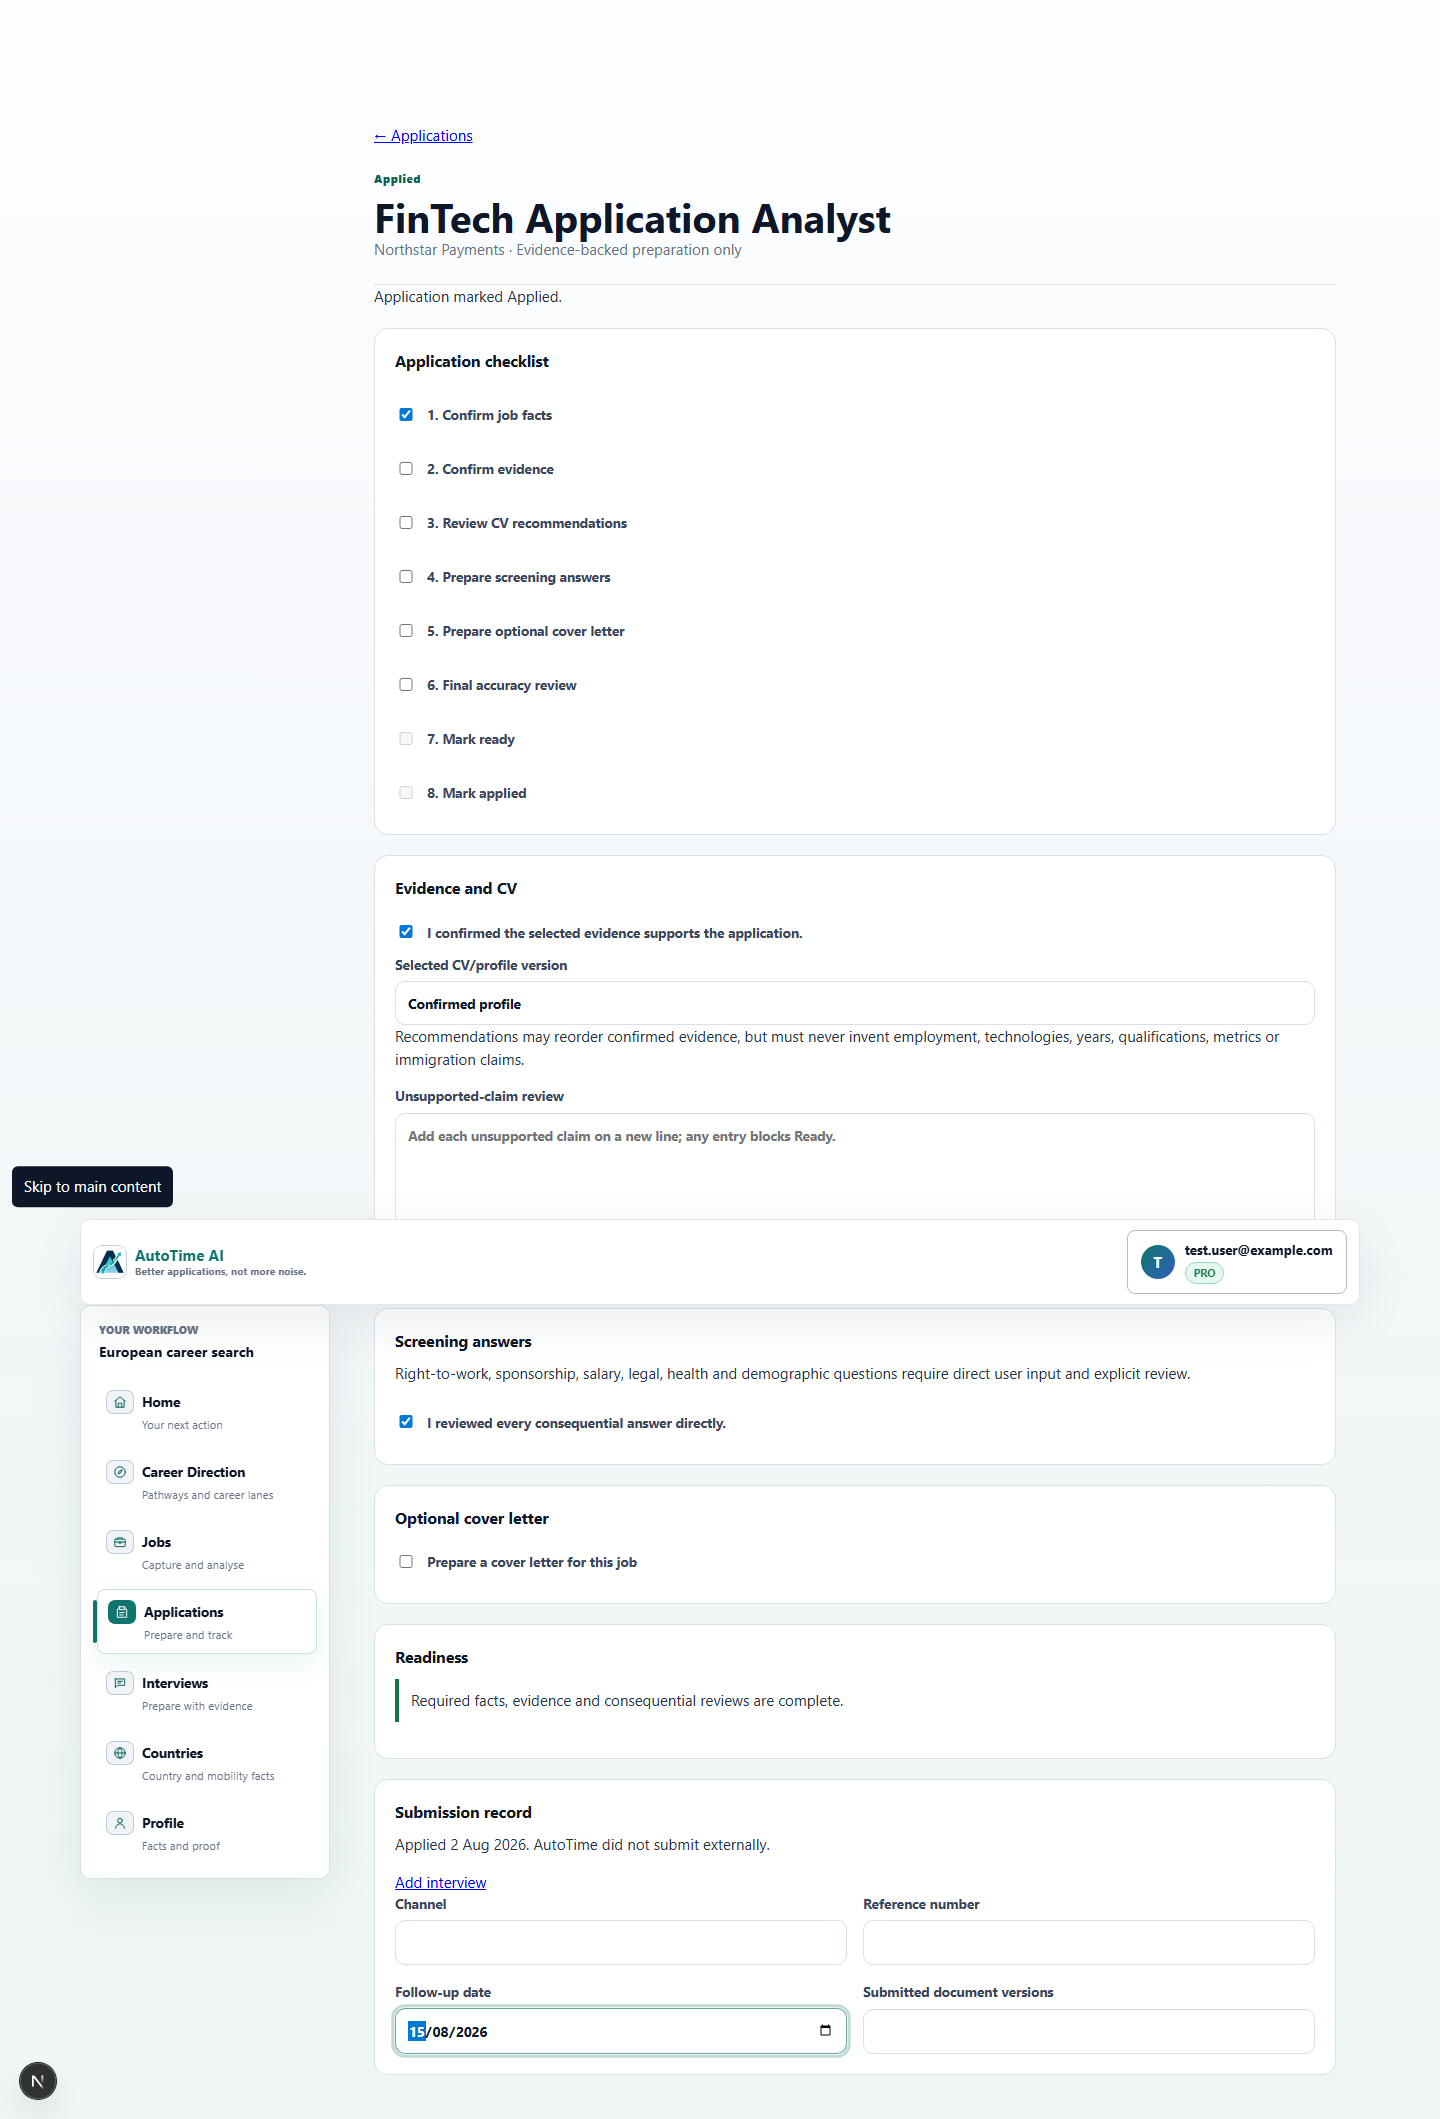 ← Applications
Applied
FinTech Application Analyst
Northstar Payments · Evidence-backed preparation only
Application marked Applied.
Application checklist
1. Confirm job facts
2. Confirm evidence
3. Review CV recommendations
4. Prepare screening answers
5. Prepare optional cover letter
6. Final accuracy review
7. Mark ready
8. Mark applied
Evidence and CV
I confirmed the selected evidence supports the application.
Selected CV/profile version
Confirmed profile
Recommendations may reorder confirmed evidence, but must never invent employment, technologies, years, qualifications, metrics or
immigration claims.
Unsupported-claim review
Add each unsupported claim on a new line; any entry blocks Ready.
Skip to main content
AutoTime AI
Better applications, not more noise.
T
test.user@example.com
PRO
YOUR WORKFLOW
European career search
Home
Your next action
Career Direction
Pathways and career lanes
Jobs
Capture and analyse
Applications
Prepare and track
Interviews
Prepare with evidence
Countries
Country and mobility facts
Profile
Facts and proof
Screening answers
Right-to-work, sponsorship, salary, legal, health and demographic questions require direct user input and explicit review.
I reviewed every consequential answer directly.
Optional cover letter
Prepare a cover letter for this job
Readiness
Required facts, evidence and consequential reviews are complete.
Submission record
Applied 2 Aug 2026. AutoTime did not submit externally.
Add interview
Channel
Reference number
Follow-up date
Submitted document versions
15/08/2026
N